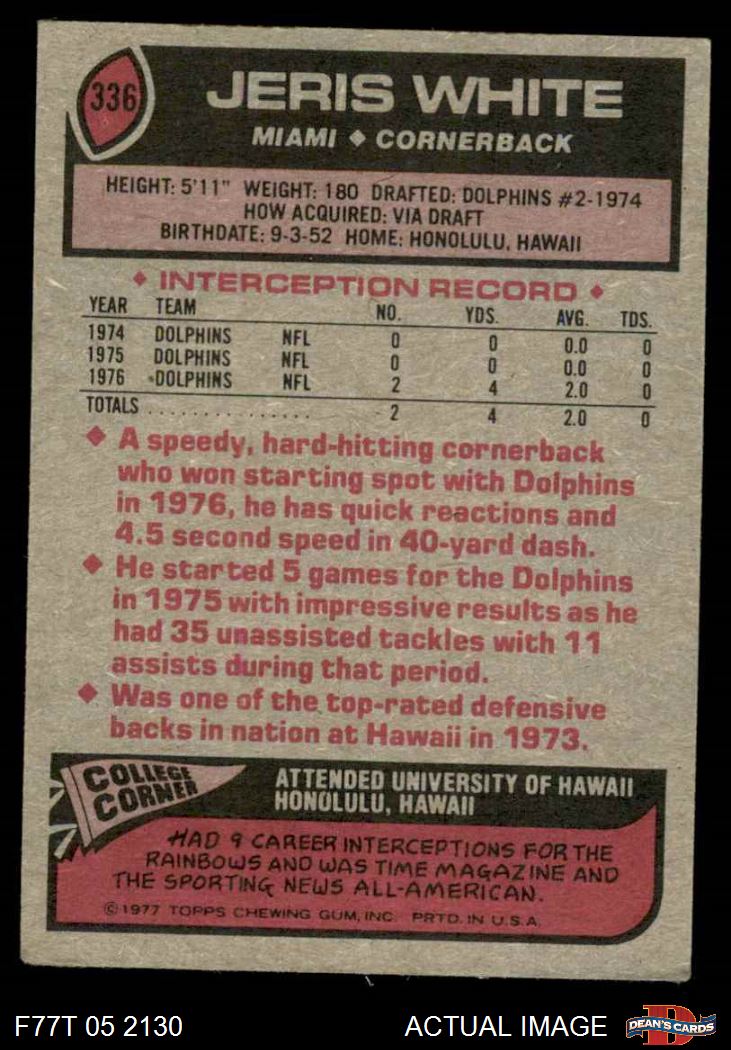 336
JERIS WHITE
MIAMI ♦ CORNERBACK
HEIGHT: 5'11" WEIGHT: 180 DRAFTED: DOLPHINS #2-1974
HOW ACQUIRED: VIA DRAFT
BIRTHDATE: 9-3-52 HOME: HONOLULU, HAWAII
♦ INTERCEPTION RECORD ♦
YEAR TEAM NO. YDS. AVG. TDS.
1974 DOLPHINS NFL 0 0 0.0 0
1975 DOLPHINS NFL 0 0 0.0 0
1976 DOLPHINS NFL 2 4 2.0 0
TOTALS . . . . . . . . . . . . . . . 2 4 2.0 0
♦ A speedy, hard-hitting cornerback
who won starting spot with Dolphins
in 1976, he has quick reactions and
4.5 second speed in 40-yard dash.
♦ He started 5 games for the Dolphins
in 1975 with impressive results as he
had 35 unassisted tackles with 11
assists during that period.
♦ Was one of the top-rated defensive
backs in nation at Hawaii in 1973.
COLLEGE
CORNER
ATTENDED UNIVERSITY OF HAWAII
HONOLULU, HAWAII
HAD 9 CAREER INTERCEPTIONS FOR THE
RAINBOWS AND WAS TIME MAGAZINE AND
THE SPORTING NEWS ALL-AMERICAN.
©1977 TOPPS CHEWING GUM, INC. PRTD. IN U.S.A.
F77T 05 2130
ACTUAL IMAGE
D
DEAN'S CARDS